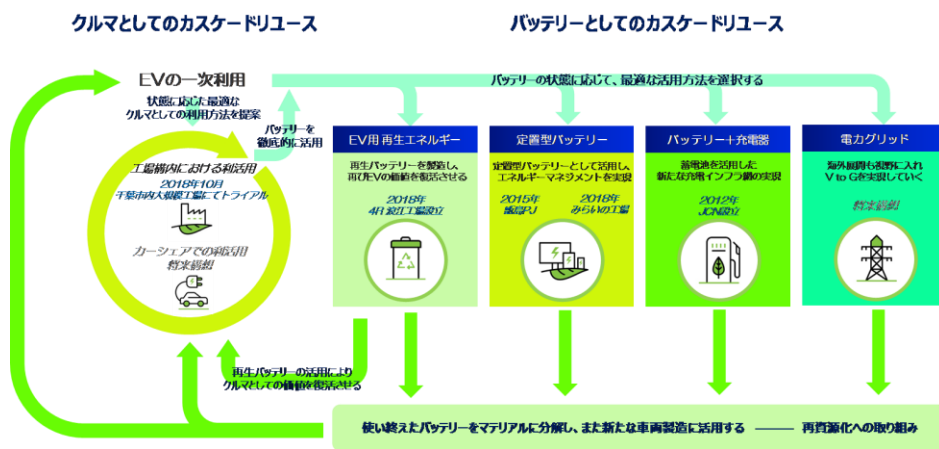 クルマとしてのカスケードリユース
バッテリーとしてのカスケードリユース
EVの一次利用
バッテリーの状態に応じて、最適な活用方法を選択する
状態に応じた最適な
クルマとしての利用方法を提案
バッテリーを
徹底的に活用
工場構内における利活用
2018年10月
千葉市内大規模工場にてトライアル
カーシェアでの利活用
将来構想
EV用 再生エネルギー
再生バッテリーを製造し、
再びEVの価値を復活させる
2018年
4R 浪江工場設立
定置型バッテリー
定置型バッテリーとして活用し、
エネルギーマネジメントを実現
2015年
2018年
みらいの工場
バッテリー＋充電器
蓄電池を活用した
新たな充電インフラ網の実現
2012年
設立
電力グリッド
海外展開も視野に入れ
V to Gを実現していく
将来構想
再生バッテリーの活用により
クルマとしての価値を復活させる
使い終えたバッテリーをマテリアルに分解し、また新たな車両製造に活用する ―― 再資源化への取り組み